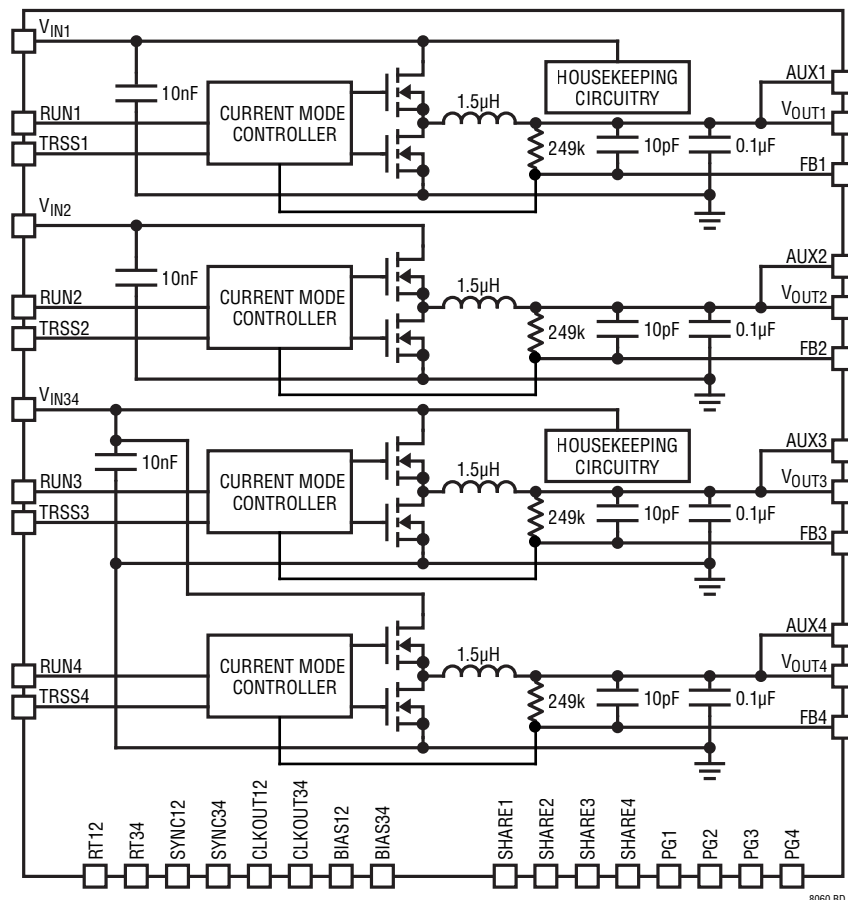 VIN1
10nF
RUN1
TRSS1
CURRENT MODE
CONTROLLER
1.5µH
HOUSEKEEPING
CIRCUITRY
249k
10pF
0.1µF
AUX1
VOUT1
FB1
VIN2
10nF
RUN2
TRSS2
CURRENT MODE
CONTROLLER
1.5µH
249k
10pF
0.1µF
AUX2
VOUT2
FB2
VIN34
10nF
RUN3
TRSS3
CURRENT MODE
CONTROLLER
1.5µH
HOUSEKEEPING
CIRCUITRY
249k
10pF
0.1µF
AUX3
VOUT3
FB3
RUN4
TRSS4
CURRENT MODE
CONTROLLER
1.5µH
249k
10pF
0.1µF
AUX4
VOUT4
FB4
RT12
RT34
SYNC12
SYNC34
CLKOUT12
CLKOUT34
BIAS12
BIAS34
SHARE1
SHARE2
SHARE3
SHARE4
PG1
PG2
PG3
PG4
8060 BD